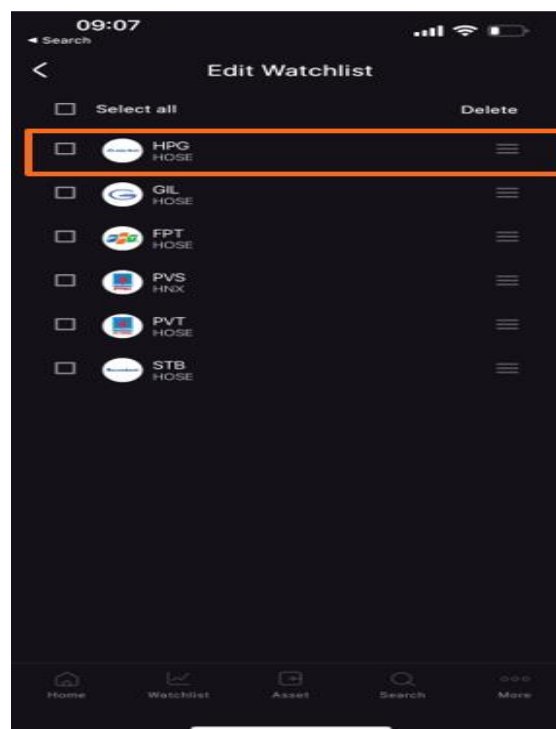 09:07
◀ Search
Edit Watchlist
Select all Delete
HPG
HOSE
GIL
HOSE
FPT
HOSE
PVS
HNX
PVT
HOSE
STB
HOSE
Home Watchlist Asset Search More